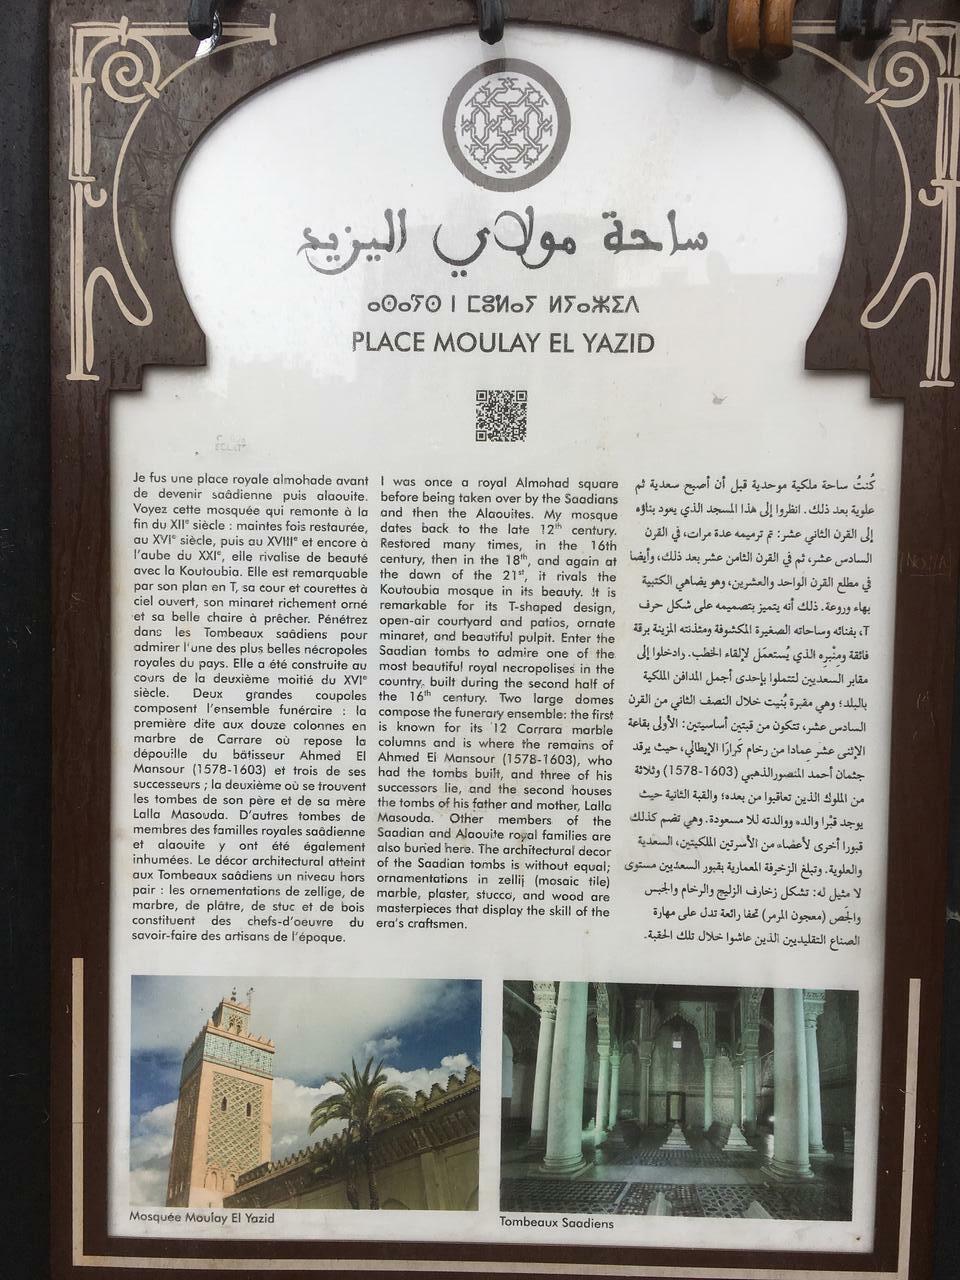 ساحة مولاي اليزيد
PLACE MOULAY EL YAZID
Je fus une place royale almohade avant
de devenir saâdienne puis alaouite.
Voyez cette mosquée qui remonte à la
fin du XIIᵉ siècle : maintes fois restaurée,
au XVIᵉ siècle, puis au XVIIIᵉ et encore à
l'aube du XXIᵉ, elle rivalise de beauté
avec la Koutoubia. Elle est remarquable
par son plan en T, sa cour et courettes à
ciel ouvert, son minaret richement orné
et sa belle chaire à prêcher. Pénétrez
dans les Tombeaux saâdiens pour
admirer l'une des plus belles nécropoles
royales du pays. Elle a été construite au
cours de la deuxième moitié du XVIᵉ
siècle. Deux grandes coupoles
composent l'ensemble funéraire : la
première dite aux douze colonnes en
marbre de Carrare où repose la
dépouille du bâtisseur Ahmed El
Mansour (1578-1603) et trois de ses
successeurs ; la deuxième où se trouvent
les tombes de son père et de sa mère
Lalla Masouda. D'autres tombes de
membres des familles royales saâdienne
et alaouite y ont été également
inhumées. Le décor architectural atteint
aux Tombeaux saâdiens un niveau hors
pair : les ornementations de zellige, de
marbre, de plâtre, de stuc et de bois
constituent des chefs-d'oeuvre du
savoir-faire des artisans de l'époque.
I was once a royal Almohad square
before being taken over by the Saadians
and then the Alaouites. My mosque
dates back to the late 12th century.
Restored many times, in the 16th
century, then in the 18th, and again at
the dawn of the 21st, it rivals the
Koutoubia mosque in its beauty. It is
remarkable for its T-shaped design,
open-air courtyard and patios, ornate
minaret, and beautiful pulpit. Enter the
Saadian tombs to admire one of the
most beautiful royal necropolises in the
country, built during the second half of
the 16th century. Two large domes
compose the funerary ensemble: the first
is known for its 12 Corrara marble
columns and is where the remains of
Ahmed El Mansour (1578-1603), who
had the tombs built, and three of his
successors lie, and the second houses
the tombs of his father and mother, Lalla
Masouda. Other members of the
Saadian and Alaouite royal families are
also buried here. The architectural decor
of the Saadian tombs is without equal;
ornamentations in zellij (mosaic tile)
marble, plaster, stucco, and wood are
masterpieces that display the skill of the
era's craftsmen.
كُنتُ ساحة ملكية موحدية قبل أن أصبح سعدية ثم
علوية بعد ذلك. انظروا إلى هذا المسجد الذي يعود بناؤه
إلى القرن الثاني عشر: تم ترميمه عدة مرات، في القرن
السادس عشر، ثم في القرن الثامن عشر بعد ذلك، وأيضا
في مطلع القرن الواحد والعشرين، وهو يضاهي الكتبية
بهاء وروعة. ذلك أنه يتميز بتصميمه على شكل حرف
T، بفنائه وساحاته الصغيرة المكشوفة ومئذنته المزينة برقة
فائقة ومنْبره الذي يُستعمَل لإلقاء الخطب. رادخلوا إلى
مقابر السعديين لتتملوا بإحدى أجمل المدافن الملكية
بالبلد؛ وهي مقبرة بُنيت خلال النصف الثاني من القرن
السادس عشر، تتكون من قبتين أساسيتين: الأولى بقاعة
الإثنى عشر عمادا من رخام كَرارَا الإيطالي، حيث يرقد
جثمان أحمد المنصورالذهبي (1603-1578) وثلاثة
من الملوك الذين تعاقبوا من بعده؛ والقبة الثانية حيث
يوجد قبْرا والده ووالدته للا مسعودة. وهي تضم كذلك
قبورا أخرى لأعضاء من الأسرتين الملكيتين، السعدية
والعلوية. وتبلغ الزخرفة المعمارية بقبور السعديين مستوى
لا مثيل له: تشكل زخارف الزليج والرخام والجبس
والجَص (معجون المرمر) تحفا رائعة تدل على مهارة
الصناع التقليديين الذين عاشوا خلال تلك الحقبة.
Mosquée Moulay El Yazid
Tombeaux Saadiens